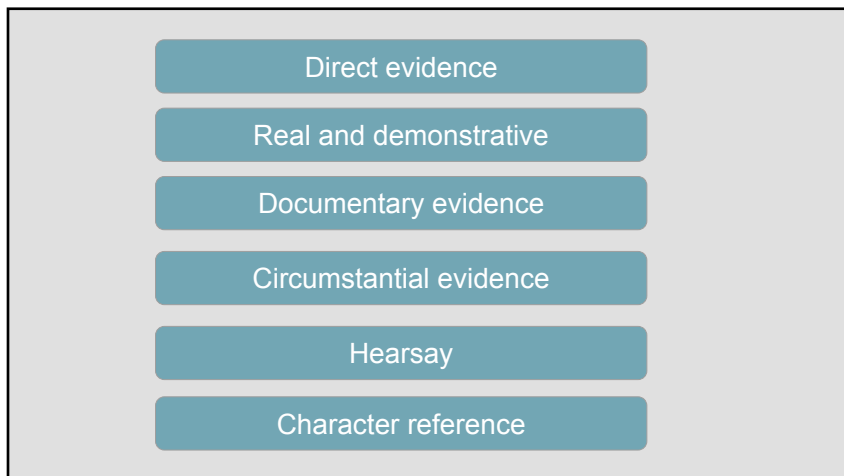 Direct evidence
Real and demonstrative
Documentary evidence
Circumstantial evidence
Hearsay
Character reference